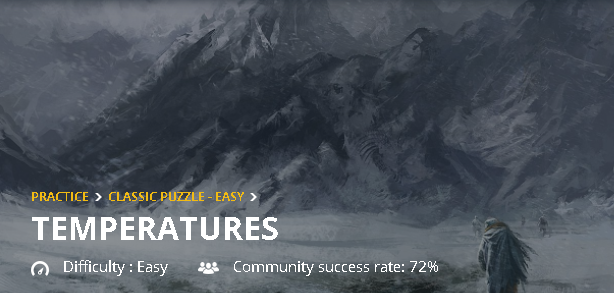 PRACTICE > CLASSIC PUZZLE - EASY >
TEMPERATURES
Difficulty : Easy Community success rate: 72%